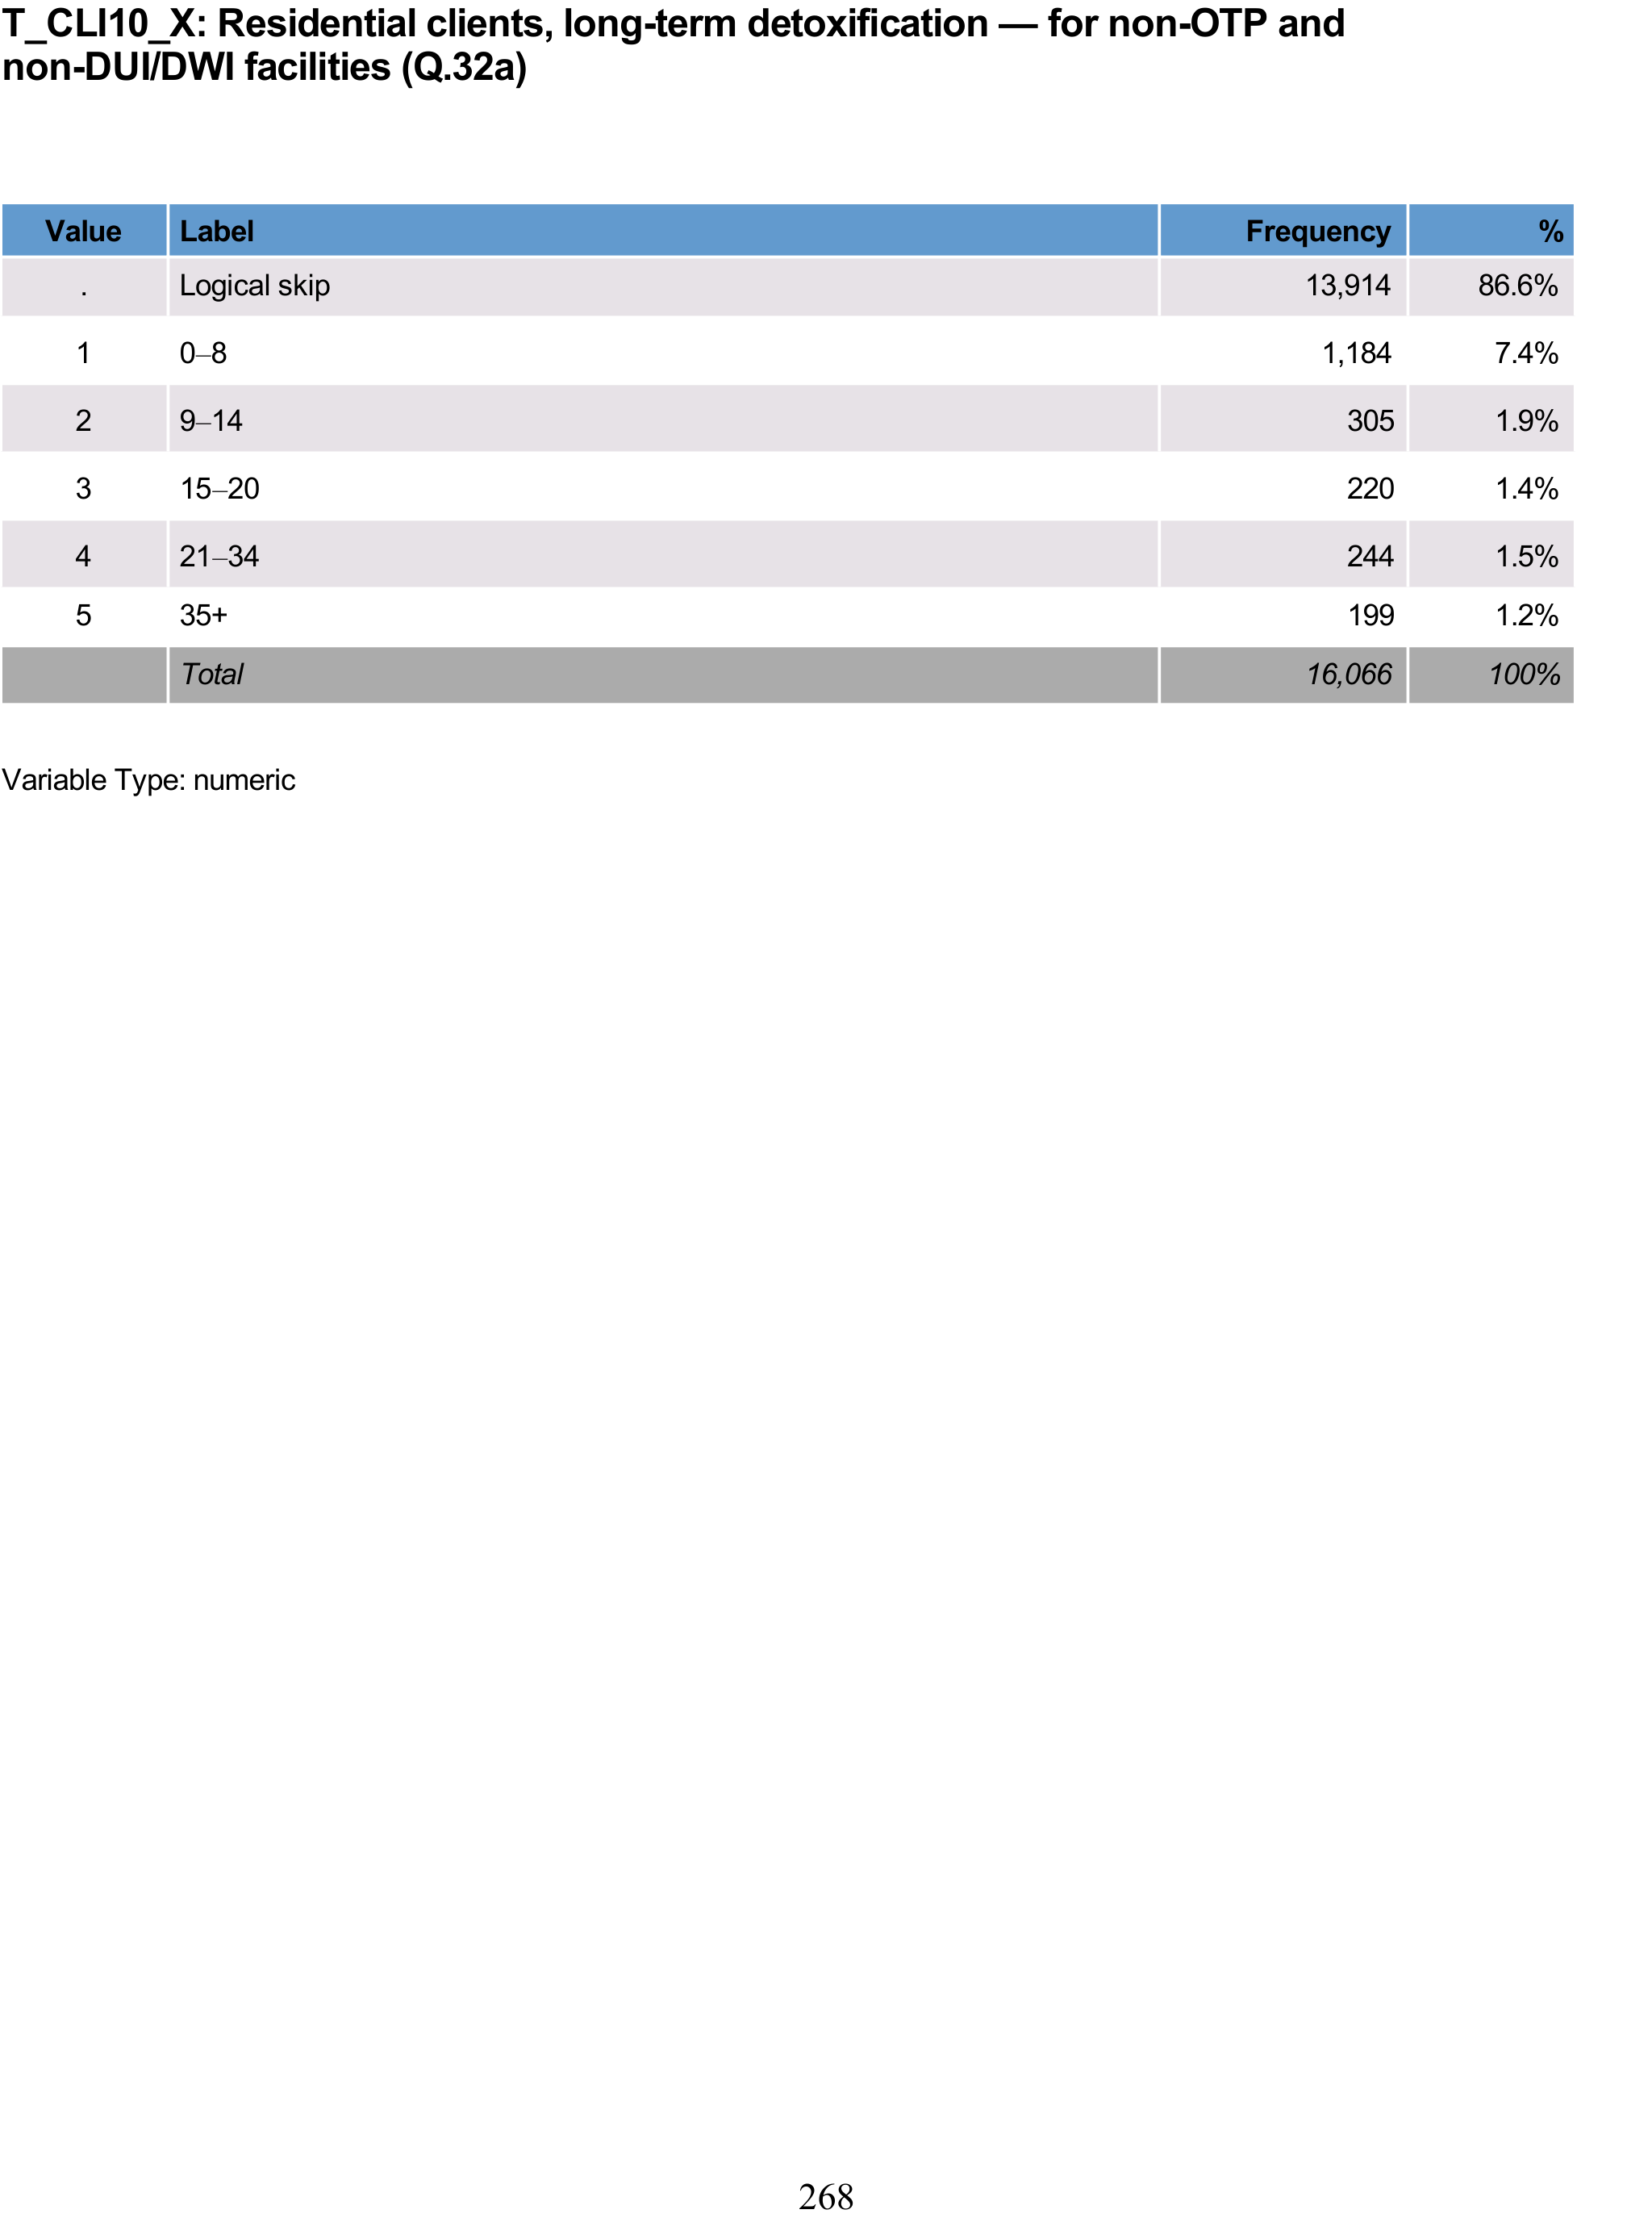 T_CLI10_X: Residential clients, long-term detoxification — for non-OTP and
non-DUI/DWI facilities (Q.32a)
Value Label Frequency %
. Logical skip 13,914 86.6%
1 0–8 1,184 7.4%
2 9–14 305 1.9%
3 15–20 220 1.4%
4 21–34 244 1.5%
5 35+ 199 1.2%
Total 16,066 100%
Variable Type: numeric
268